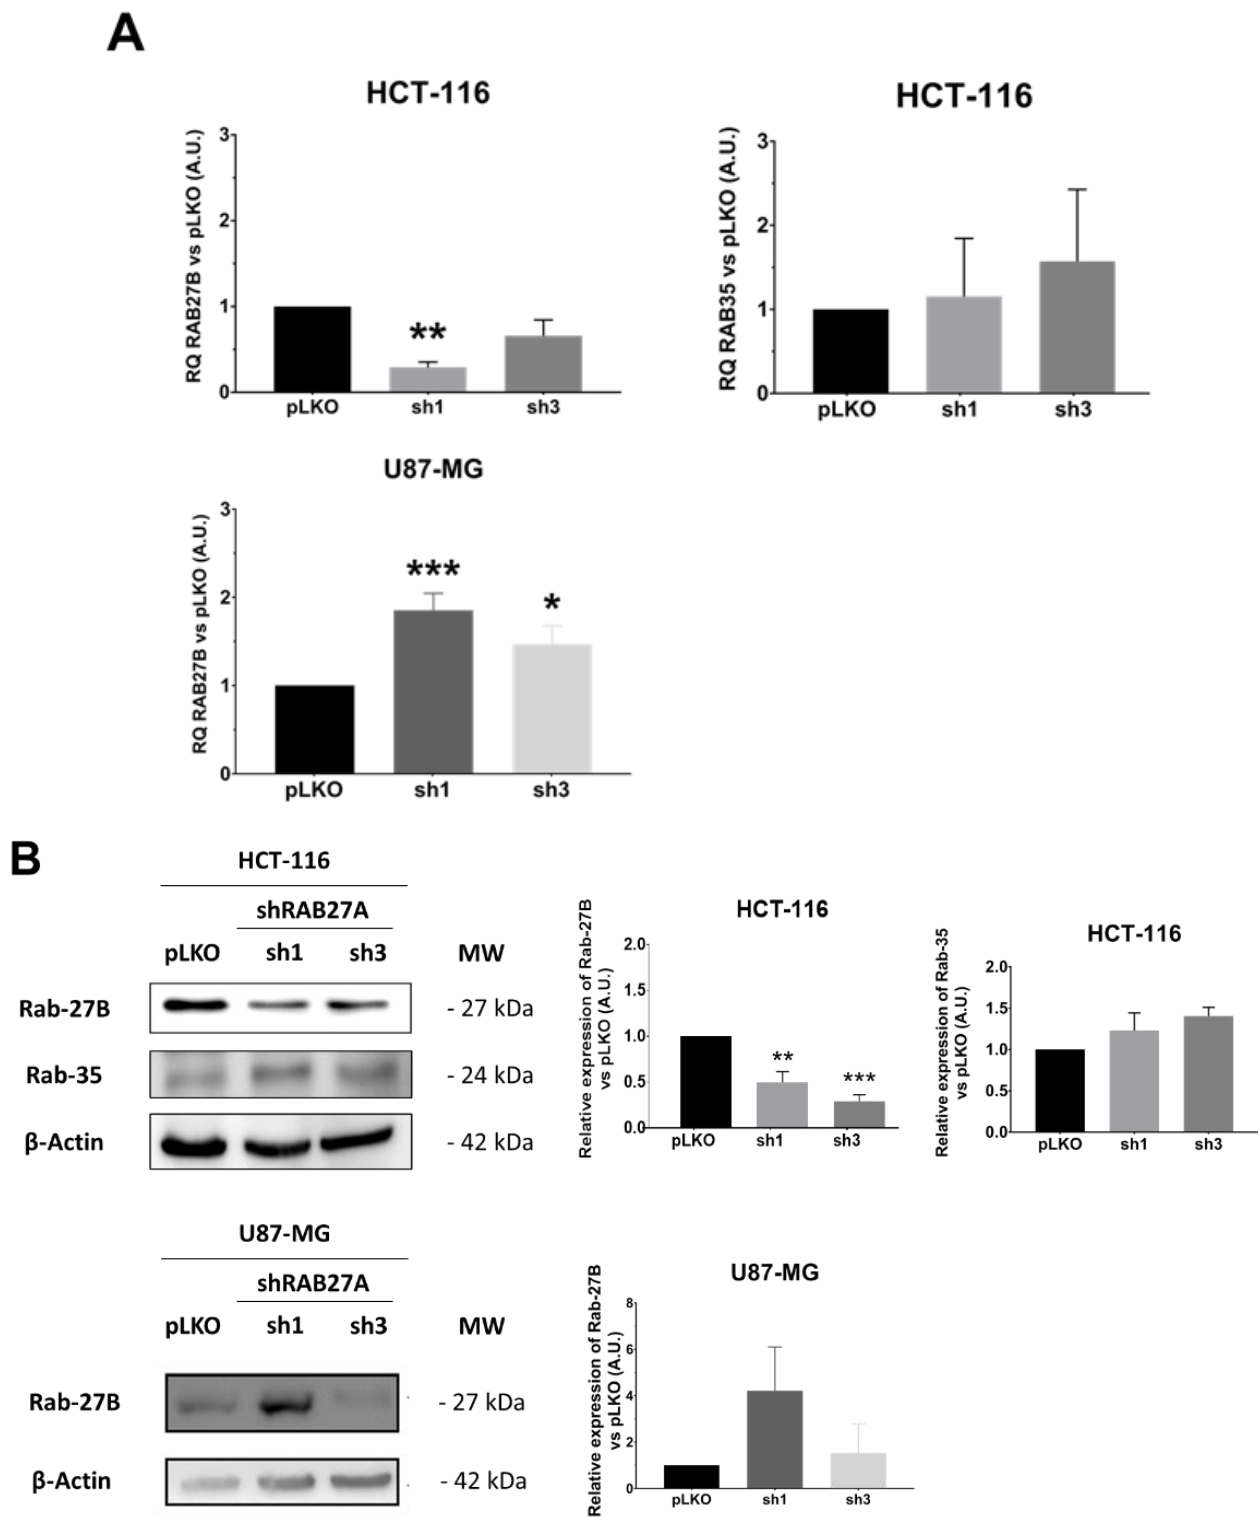 A
HCT-116
RQ RAB27B vs pLKO (A.U.)
3
2
1
0
**
pLKO sh1 sh3
HCT-116
RQ RAB35 vs pLKO (A.U.)
3
2
1
0
pLKO sh1 sh3
U87-MG
RQ RAB27B vs pLKO (A.U.)
3
2
1
0
***
*
pLKO sh1 sh3
B
HCT-116
shRAB27A
pLKO sh1 sh3 MW
Rab-27B - 27 kDa
Rab-35 - 24 kDa
β-Actin - 42 kDa
HCT-116
Relative expression of Rab-27B
vs pLKO (A.U.)
2.0
1.5
1.0
0.5
0.0
**
***
pLKO sh1 sh3
HCT-116
Relative expression of Rab-35
vs pLKO (A.U.)
2.0
1.5
1.0
0.5
0.0
pLKO sh1 sh3
U87-MG
shRAB27A
pLKO sh1 sh3 MW
Rab-27B - 27 kDa
β-Actin - 42 kDa
U87-MG
Relative expression of Rab-27B
vs pLKO (A.U.)
8
6
4
2
0
pLKO sh1 sh3